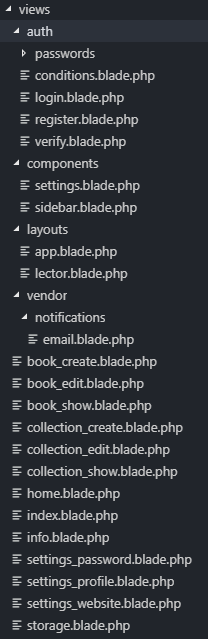 views
auth
passwords
conditions.blade.php
login.blade.php
register.blade.php
verify.blade.php
components
settings.blade.php
sidebar.blade.php
layouts
app.blade.php
lector.blade.php
vendor
notifications
email.blade.php
book_create.blade.php
book_edit.blade.php
book_show.blade.php
collection_create.blade.php
collection_edit.blade.php
collection_show.blade.php
home.blade.php
index.blade.php
info.blade.php
settings_password.blade.php
settings_profile.blade.php
settings_website.blade.php
storage.blade.php